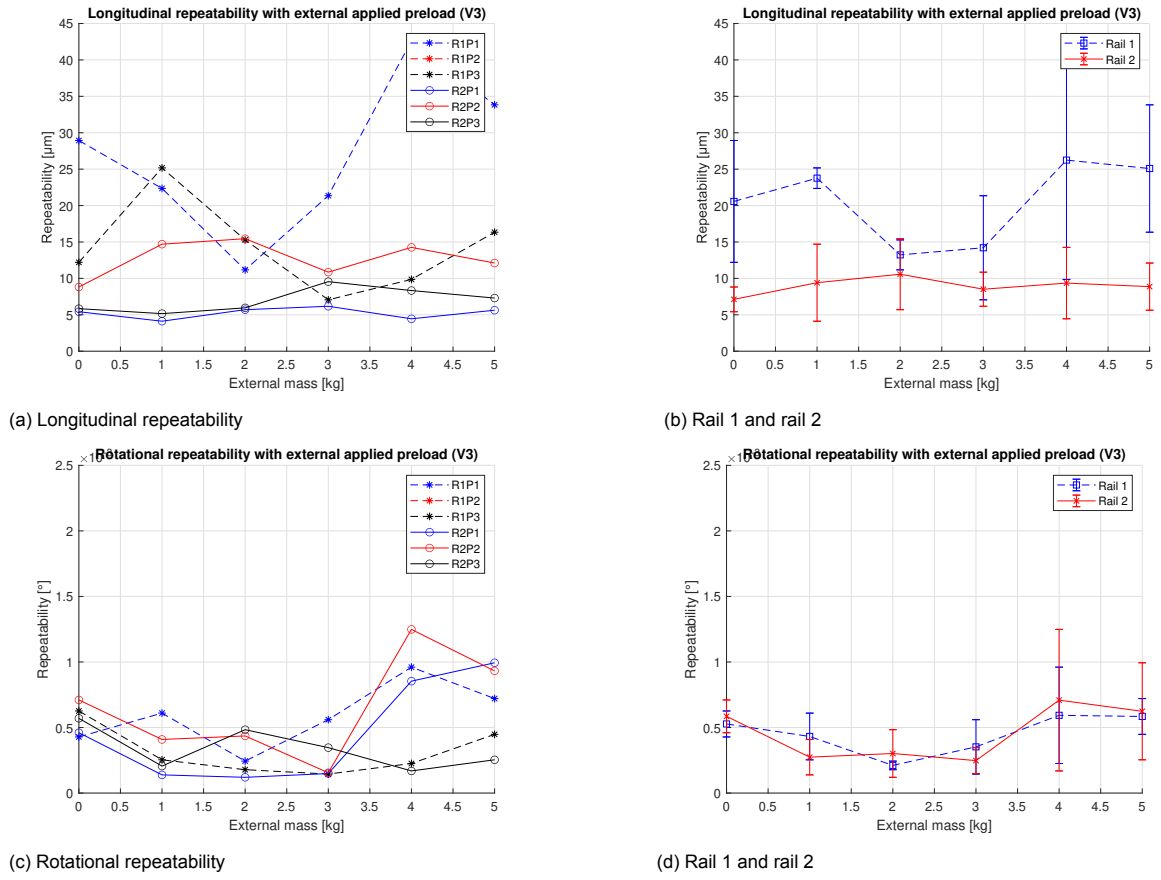 Longitudinal repeatability with external applied preload (V3)
45
40
35
30
25
20
15
10
5
0
Repeatability [µm]
0 0.5 1 1.5 2 2.5 3 3.5 4 4.5 5
External mass [kg]
R1P1
R1P2
R1P3
R2P1
R2P2
R2P3
(a) Longitudinal repeatability
Longitudinal repeatability with external applied preload (V3)
45
40
35
30
25
20
15
10
5
0
Repeatability [µm]
0 0.5 1 1.5 2 2.5 3 3.5 4 4.5 5
External mass [kg]
Rail 1
Rail 2
(b) Rail 1 and rail 2
Rotational repeatability with external applied preload (V3)
×10
2.5
2
1.5
1
0.5
0
Repeatability [°]
0 0.5 1 1.5 2 2.5 3 3.5 4 4.5 5
External mass [kg]
R1P1
R1P2
R1P3
R2P1
R2P2
R2P3
(c) Rotational repeatability
Rotational repeatability with external applied preload (V3)
×10
2.5
2
1.5
1
0.5
0
Repeatability [°]
0 0.5 1 1.5 2 2.5 3 3.5 4 4.5 5
External mass [kg]
Rail 1
Rail 2
(d) Rail 1 and rail 2